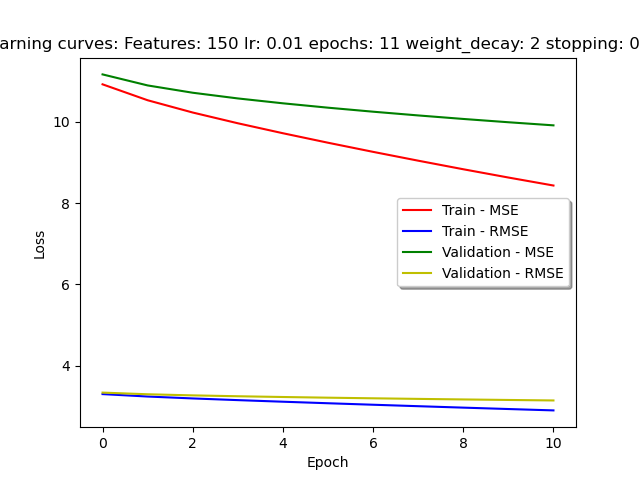 arning curves: Features: 150 lr: 0.01 epochs: 11 weight_decay: 2 stopping: 0
10
8
6
4
Loss
Train - MSE
Train - RMSE
Validation - MSE
Validation - RMSE
0 2 4 6 8 10
Epoch